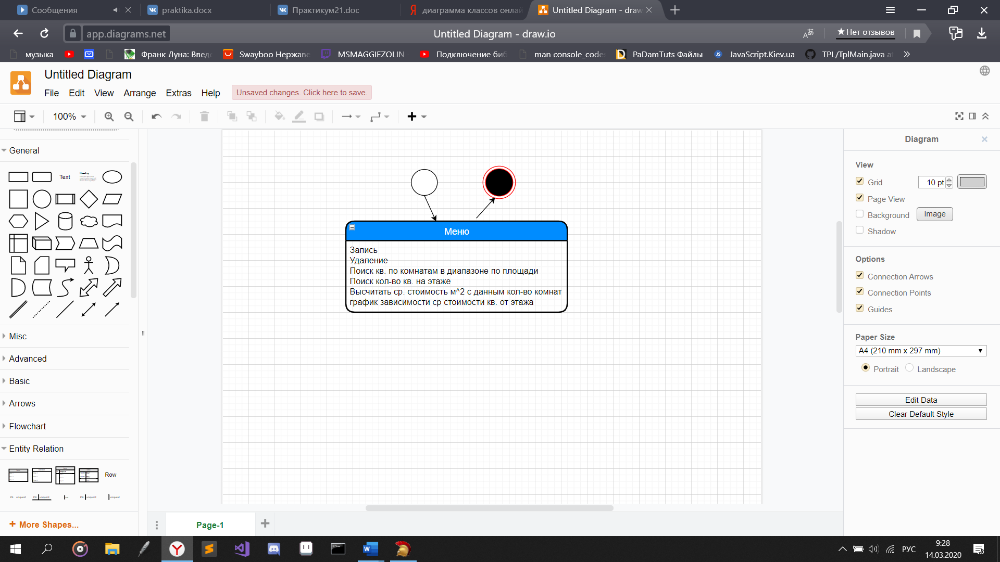 Сообщения
praktika.docx
Практикум21.doc
диаграмма классов онлай
Untitled Diagram - draw
app.diagrams.net
Untitled Diagram - draw.io
Нет отзывов
музыка
Франк Луна: Введе
Swayboo Нержаве
MSMAGGIEZOLIN
Подключение биб
man console_codes
PaDamTuts Файлы
JavaScript.Kiev.ua
TPL/TplMain.java at
Untitled Diagram
File Edit View Arrange Extras Help
Unsaved changes. Click here to save.
100%
General
Text
Heading
Misc
Advanced
Basic
Arrows
Flowchart
Entity Relation
Row
+ More Shapes...
Меню
Запись
Удаление
Поиск кв. по комнатам в диапазоне по площади
Поиск кол-во кв. на этаже
Высчитать ср. стоимость м^2 с данным кол-во комнат
график зависимости ср стоимости кв. от этажа
Page-1
Diagram
View
Grid
10 pt
Page View
Background
Image
Shadow
Options
Connection Arrows
Connection Points
Guides
Paper Size
A4 (210 mm x 297 mm)
Portrait
Landscape
Edit Data
Clear Default Style
РУС
9:28
14.03.2020